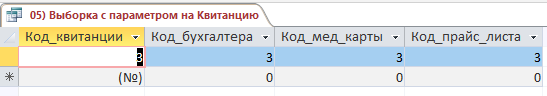 05) Выборка с параметром на Квитанцию
Код_квитанции Код_бухгалтера Код_мед_карты Код_прайс_листа
3 3 3 3
* (№) 0 0 0